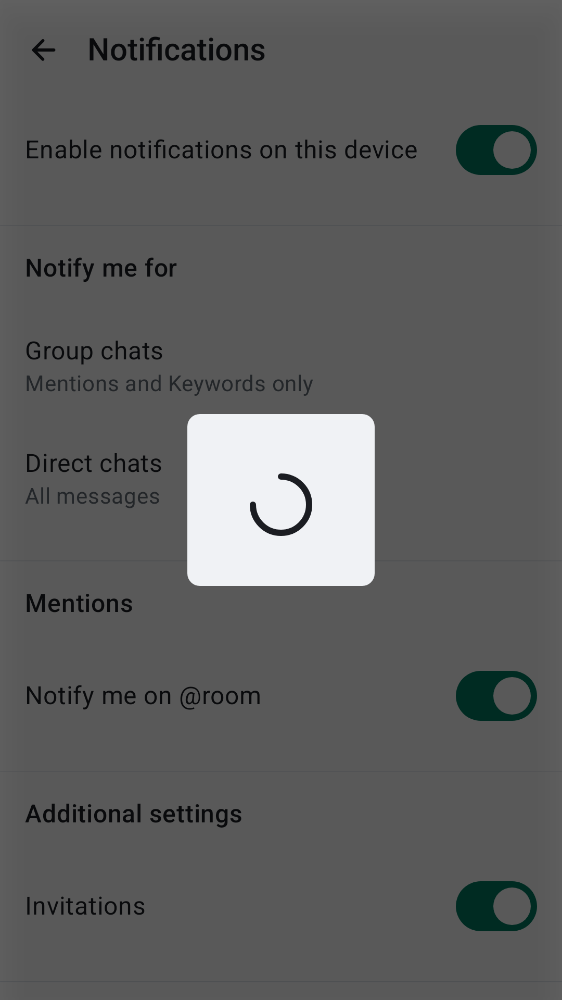 Notifications
Enable notifications on this device
Notify me for
Group chats
Mentions and Keywords only
Direct chats
All messages
Mentions
Notify me on @room
Additional settings
Invitations